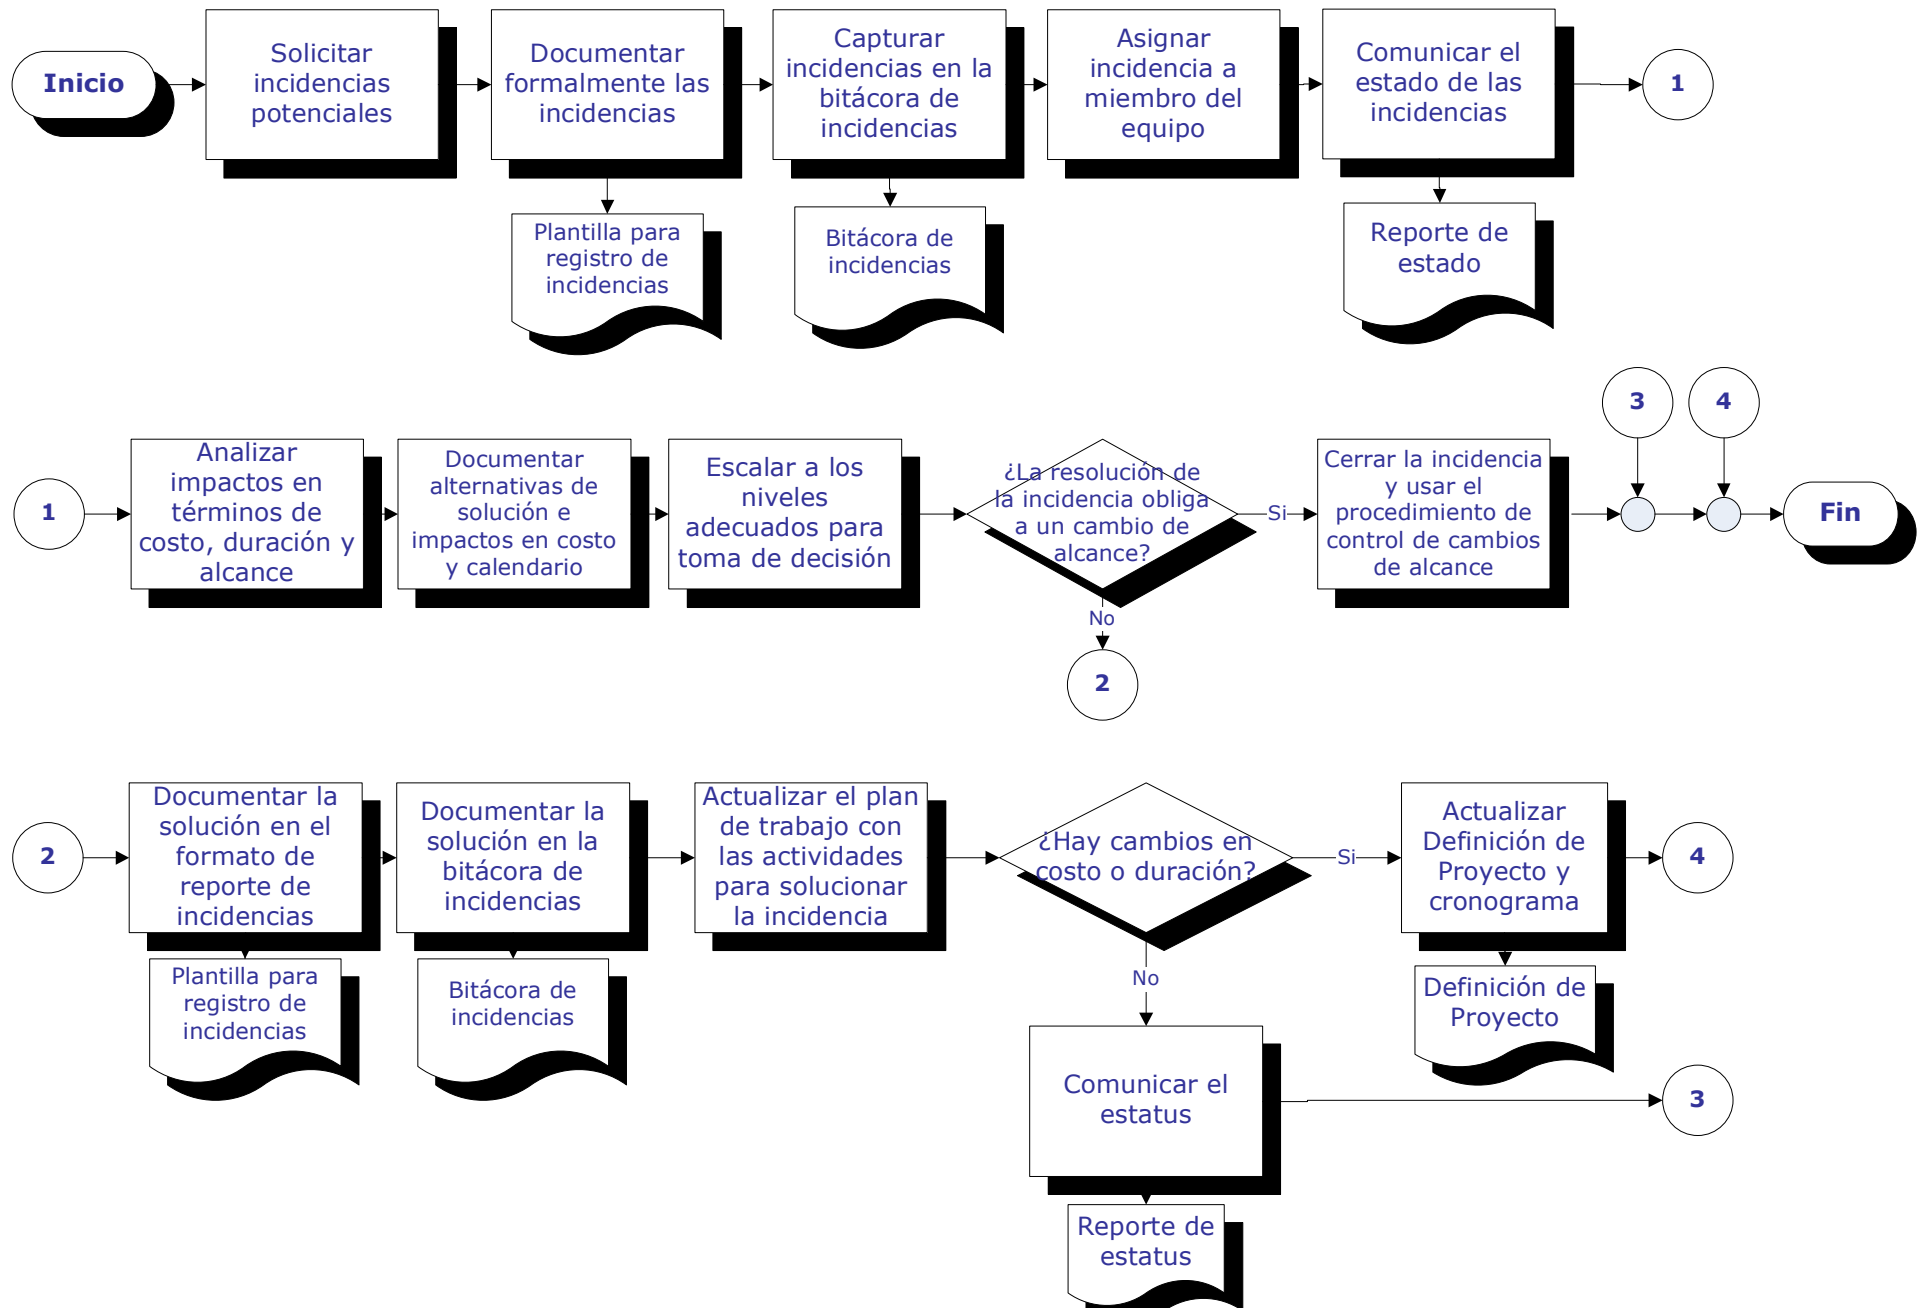 Inicio
Solicitar
incidencias
potenciales
Documentar
formalmente las
incidencias
Capturar
incidencias en la
bitácora de
incidencias
Asignar
incidencia a
miembro del
equipo
Comunicar el
estado de las
incidencias
1
Plantilla para
registro de
incidencias
Bitácora de
incidencias
Reporte de
estado
3
4
1
Analizar
impactos en
términos de
costo, duración y
alcance
Documentar
alternativas de
solución e
impactos en costo
y calendario
Escalar a los
niveles
adecuados para
toma de decisión
¿La resolución de
la incidencia obliga
a un cambio de
alcance?
Si
Cerrar la incidencia
y usar el
procedimiento de
control de cambios
de alcance
Fin
No
2
2
Documentar la
solución en el
formato de
reporte de
incidencias
Documentar la
solución en la
bitácora de
incidencias
Actualizar el plan
de trabajo con
las actividades
para solucionar
la incidencia
¿Hay cambios en
costo o duración?
Si
Actualizar
Definición de
Proyecto y
cronograma
4
Plantilla para
registro de
incidencias
Bitácora de
incidencias
No
Definición de
Proyecto
Comunicar el
estatus
3
Reporte de
estatus